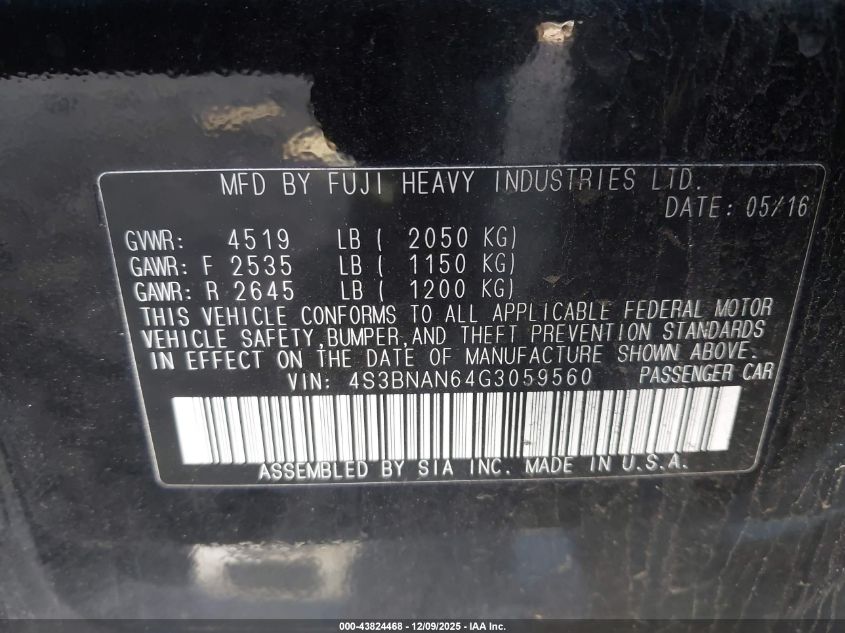 MFD BY FUJI HEAVY INDUSTRIES LTD.
DATE: 05/16
GVWR: 4519 LB ( 2050 KG)
GAWR: F 2535 LB ( 1150 KG)
GAWR: R 2645 LB ( 1200 KG)
THIS VEHICLE CONFORMS TO ALL APPLICABLE FEDERAL MOTOR
VEHICLE SAFETY, BUMPER, AND THEFT PREVENTION STANDARDS
IN EFFECT ON THE DATE OF MANUFACTURE SHOWN ABOVE.
VIN: 4S3BNAN64G3059560 PASSENGER CAR
ASSEMBLED BY SIA INC. MADE IN U.S.A.
000-43824468 - 12/09/2025 - IAA Inc.